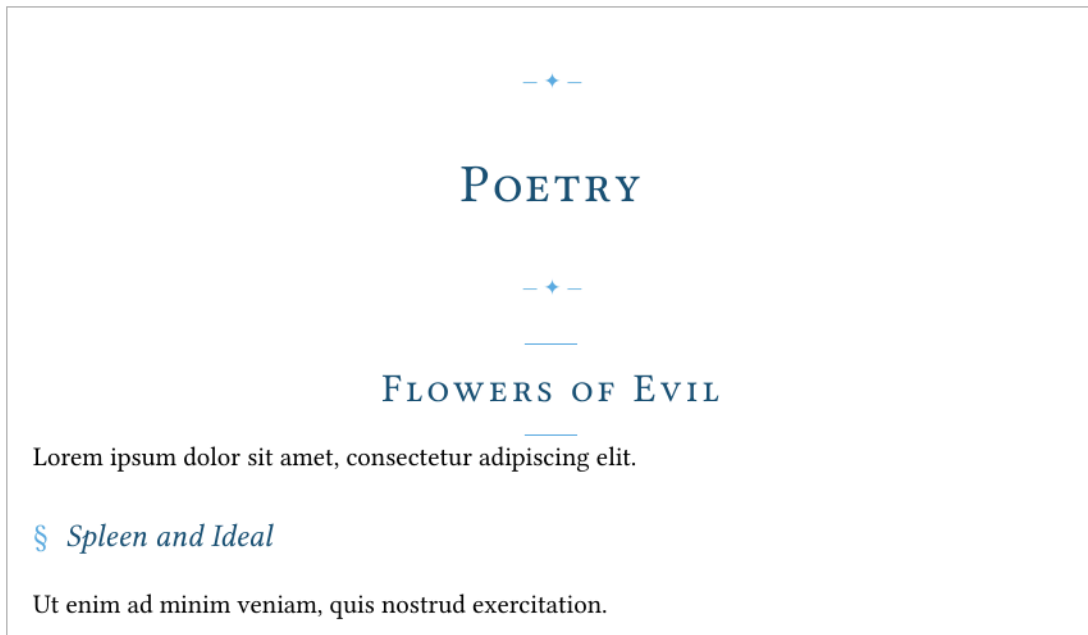 — ✦ —
Poetry
— ✦ —
Flowers of Evil
Lorem ipsum dolor sit amet, consectetur adipiscing elit.
§ Spleen and Ideal
Ut enim ad minim veniam, quis nostrud exercitation.